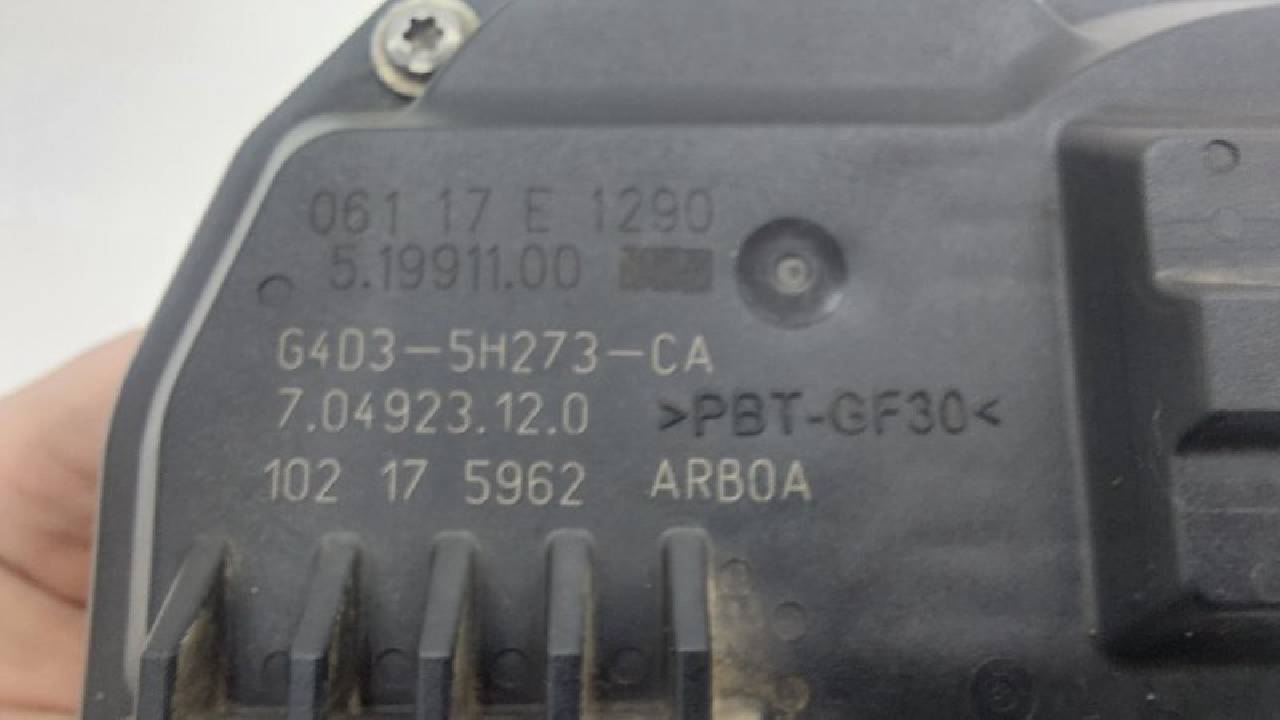 061 17 E 1290
5.19911.00
G4D3-5H273-CA
7.04923.12.0 >PBT-GF30<
102 17 5962 ARBOA